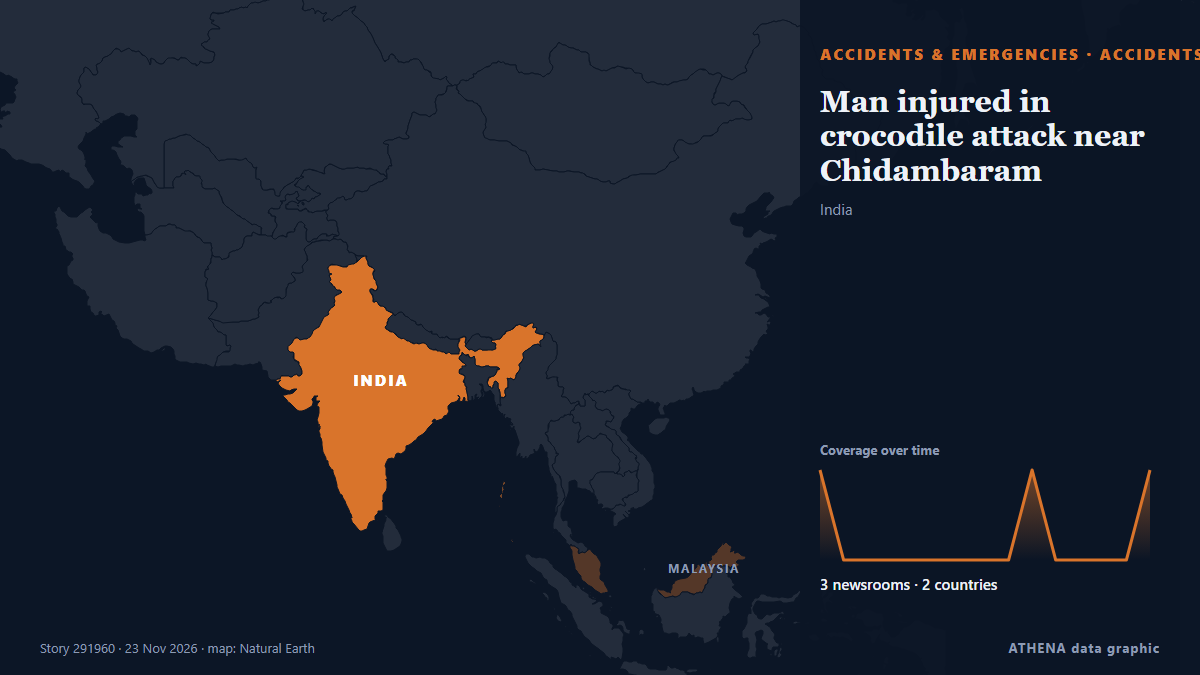 ACCIDENTS & EMERGENCIES · ACCIDENTS
Man injured in
crocodile attack near
Chidambaram
India
INDIA
MALAYSIA
Coverage over time
3 newsrooms · 2 countries
Story 291960 · 23 Nov 2026 · map: Natural Earth
ATHENA data graphic